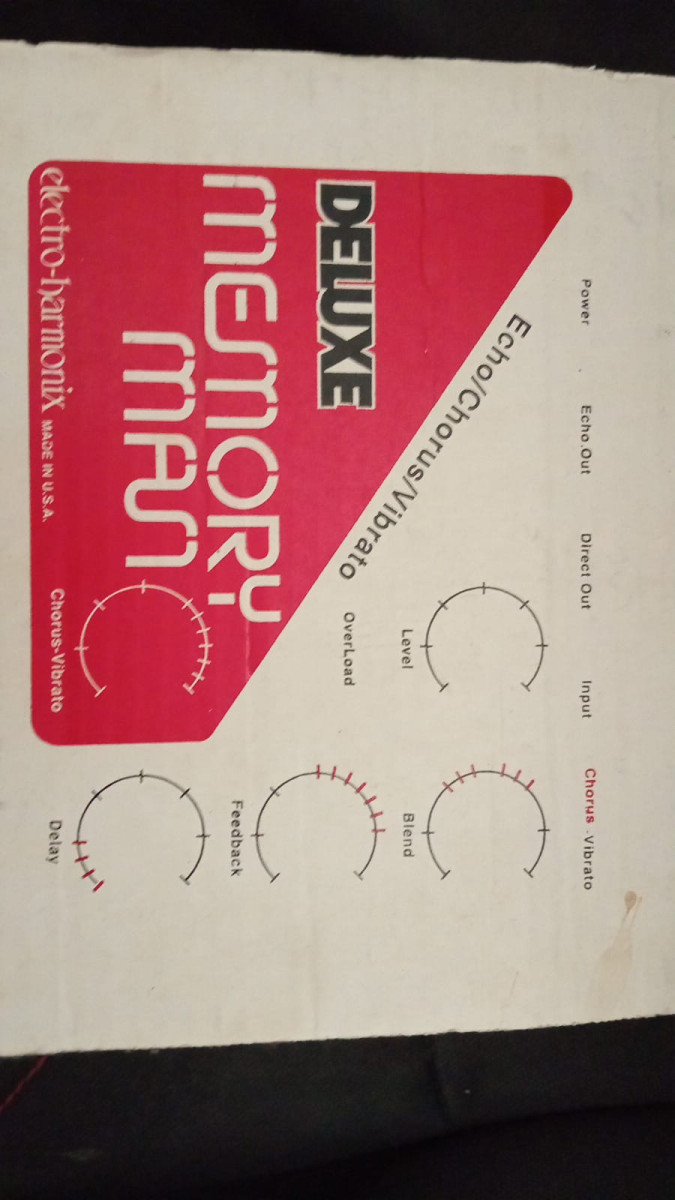 Power Echo.Out Direct Out Input Chorus-Vibrato
Echo/Chorus/Vibrato
Level Blend
OverLoad
DELUXE
MEMORY
MAN
Feedback
electro-harmonix MADE IN U.S.A.
Chorus-Vibrato Delay